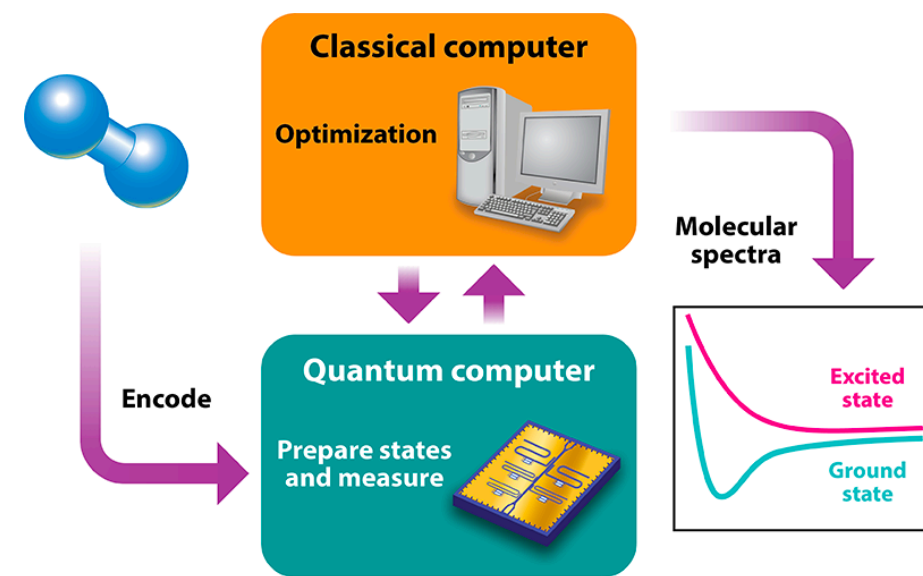 Classical computer
Optimization
Molecular
spectra
Encode
Quantum computer
Prepare states
and measure
Excited
state
Ground
state